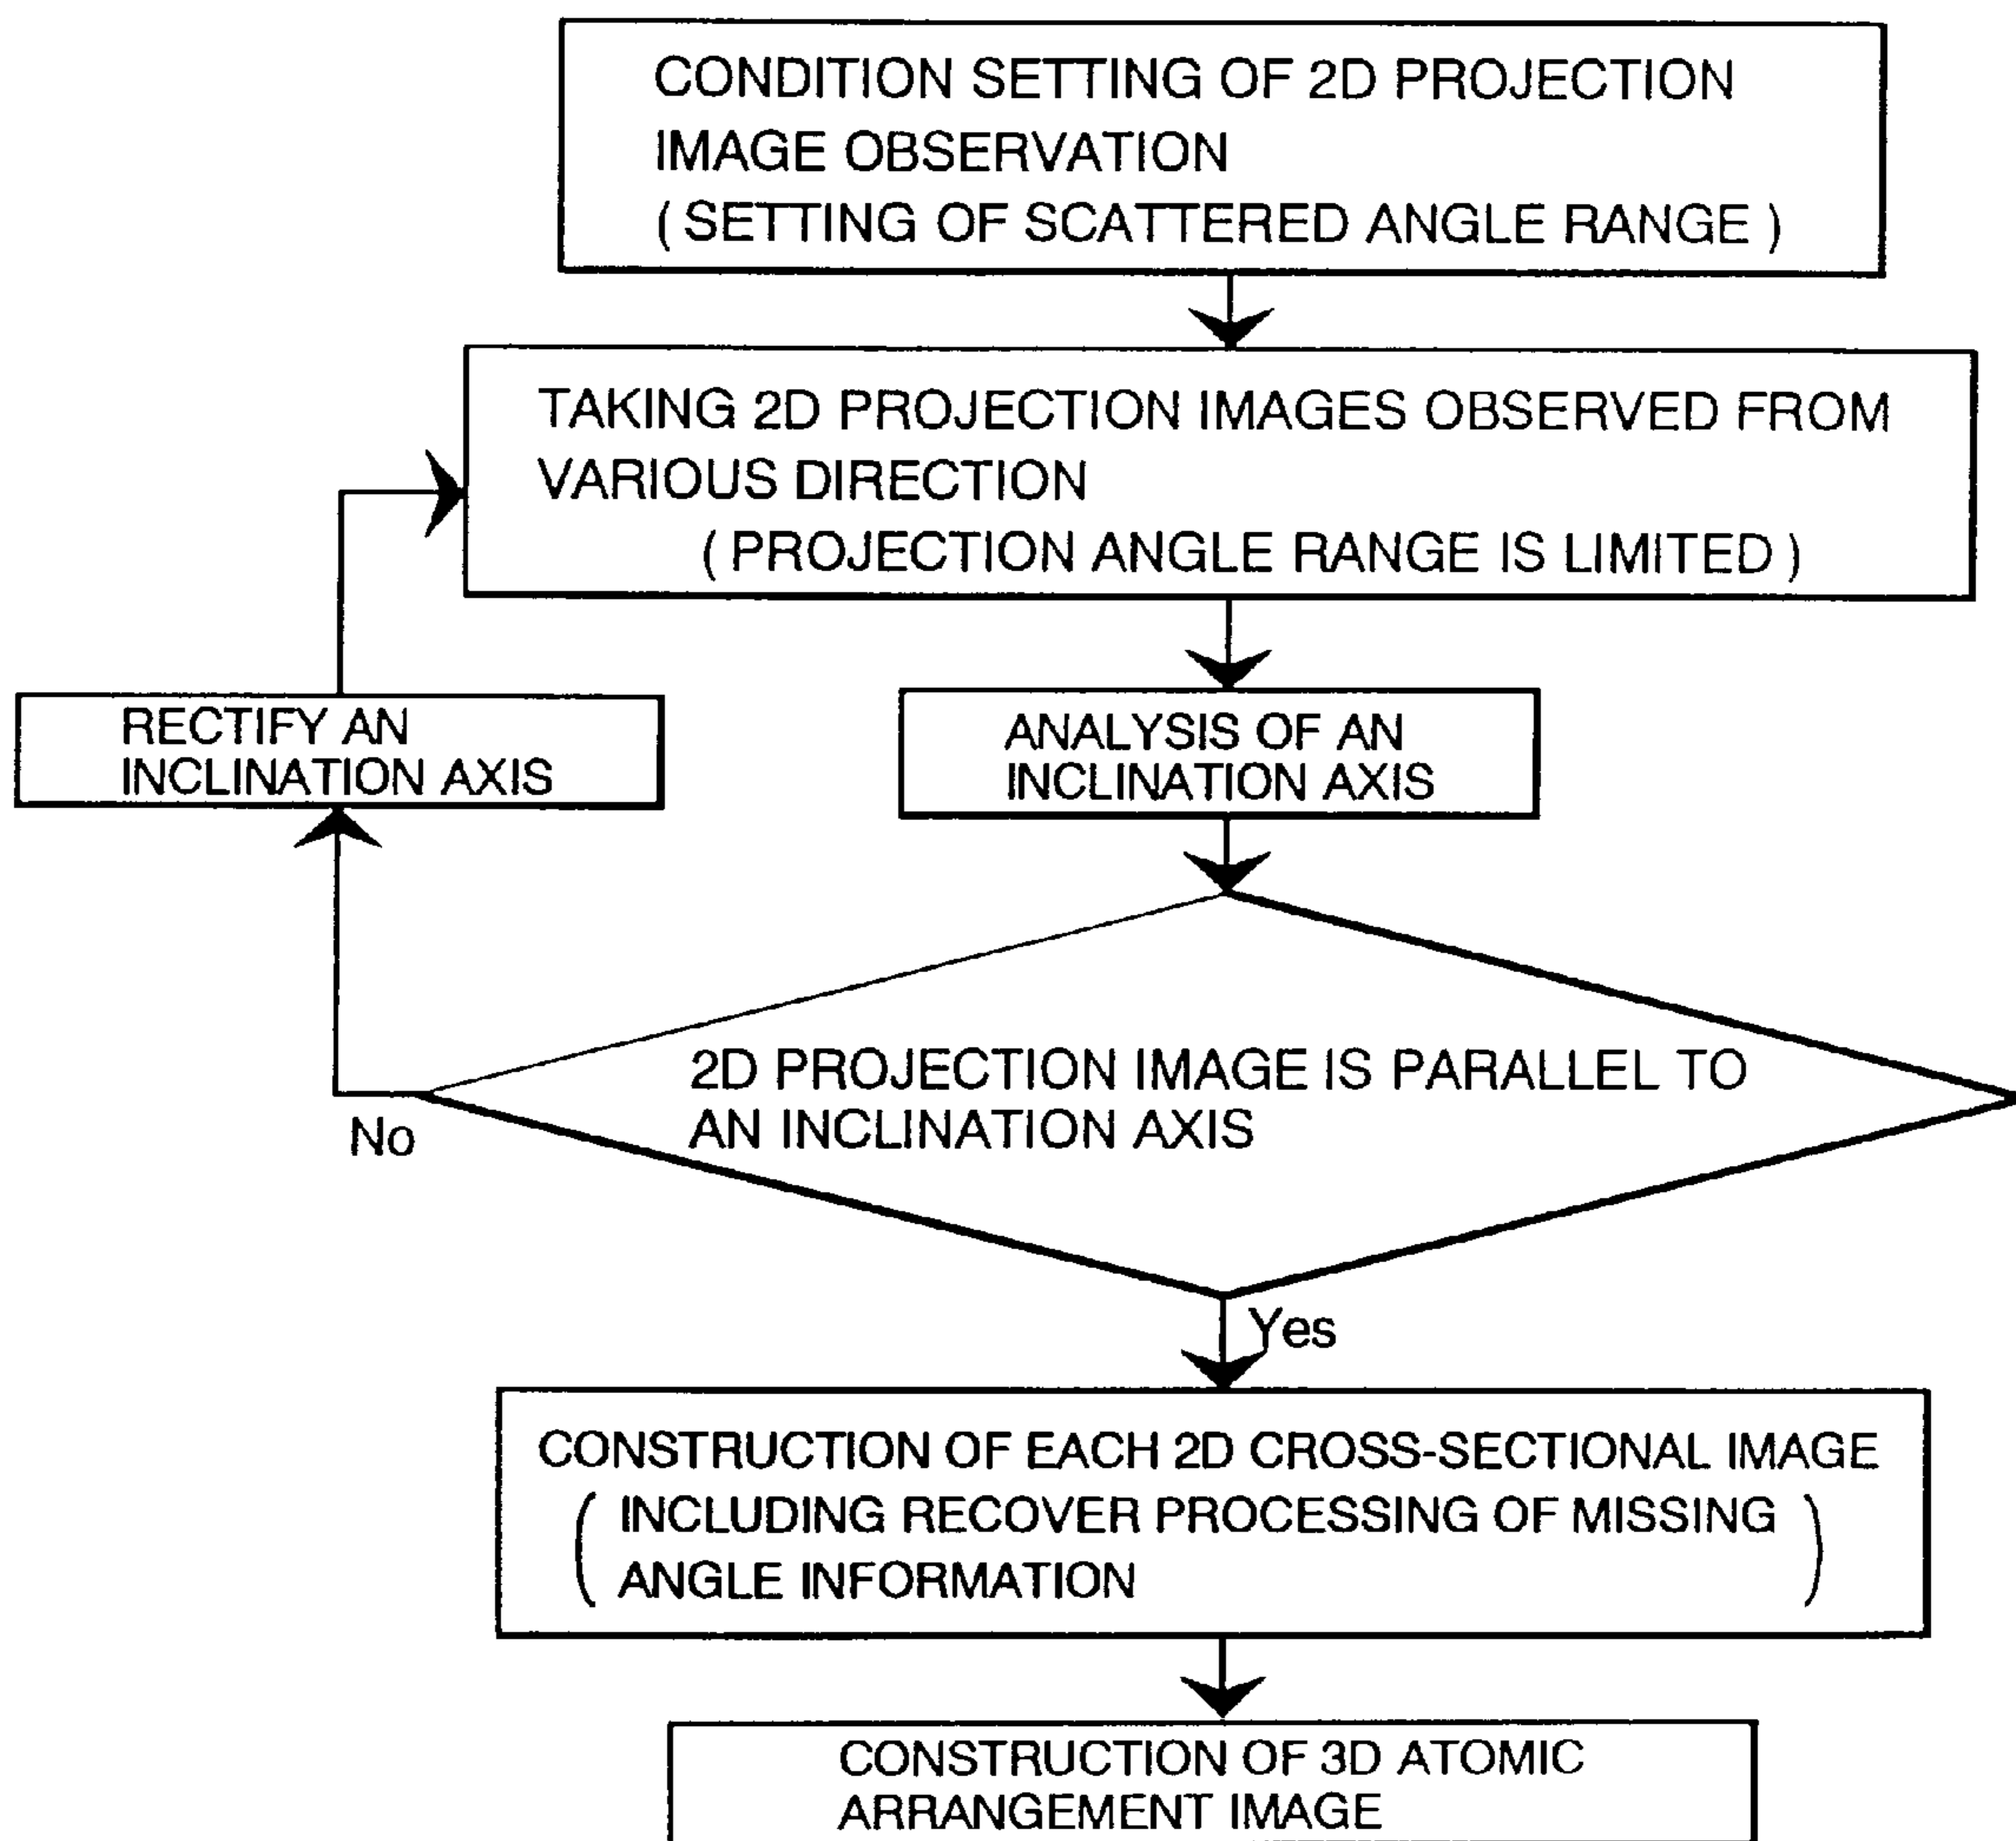 CONDITION SETTING OF 2D PROJECTION
IMAGE OBSERVATION
( SETTING OF SCATTERED ANGLE RANGE )
TAKING 2D PROJECTION IMAGES OBSERVED FROM
VARIOUS DIRECTION
( PROJECTION ANGLE RANGE IS LIMITED )
RECTIFY AN
INCLINATION AXIS
ANALYSIS OF AN
INCLINATION AXIS
2D PROJECTION IMAGE IS PARALLEL TO
AN INCLINATION AXIS
No
Yes
CONSTRUCTION OF EACH 2D CROSS-SECTIONAL IMAGE
( INCLUDING RECOVER PROCESSING OF MISSING
ANGLE INFORMATION )
CONSTRUCTION OF 3D ATOMIC
ARRANGEMENT IMAGE